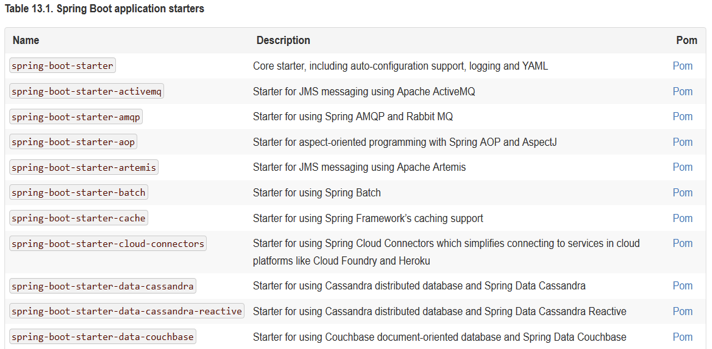 Table 13.1. Spring Boot application starters
Name Description Pom
spring-boot-starter Core starter, including auto-configuration support, logging and YAML Pom
spring-boot-starter-activemq Starter for JMS messaging using Apache ActiveMQ Pom
spring-boot-starter-amqp Starter for using Spring AMQP and Rabbit MQ Pom
spring-boot-starter-aop Starter for aspect-oriented programming with Spring AOP and AspectJ Pom
spring-boot-starter-artemis Starter for JMS messaging using Apache Artemis Pom
spring-boot-starter-batch Starter for using Spring Batch Pom
spring-boot-starter-cache Starter for using Spring Framework's caching support Pom
spring-boot-starter-cloud-connectors Starter for using Spring Cloud Connectors which simplifies connecting to services in cloud Pom
platforms like Cloud Foundry and Heroku
spring-boot-starter-data-cassandra Starter for using Cassandra distributed database and Spring Data Cassandra Pom
spring-boot-starter-data-cassandra-reactive Starter for using Cassandra distributed database and Spring Data Cassandra Reactive Pom
spring-boot-starter-data-couchbase Starter for using Couchbase document-oriented database and Spring Data Couchbase Pom